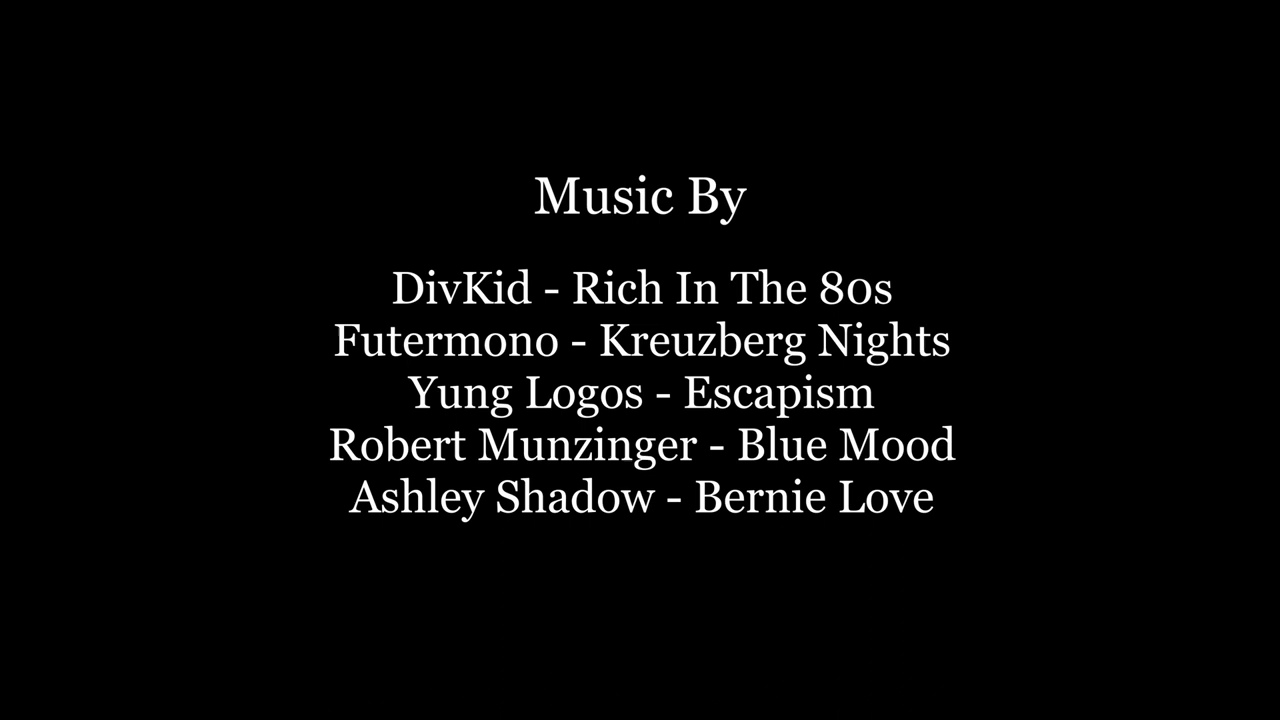 Music By
DivKid - Rich In The 80s
Futermono - Kreuzberg Nights
Yung Logos - Escapism
Robert Munzinger - Blue Mood
Ashley Shadow - Bernie Love